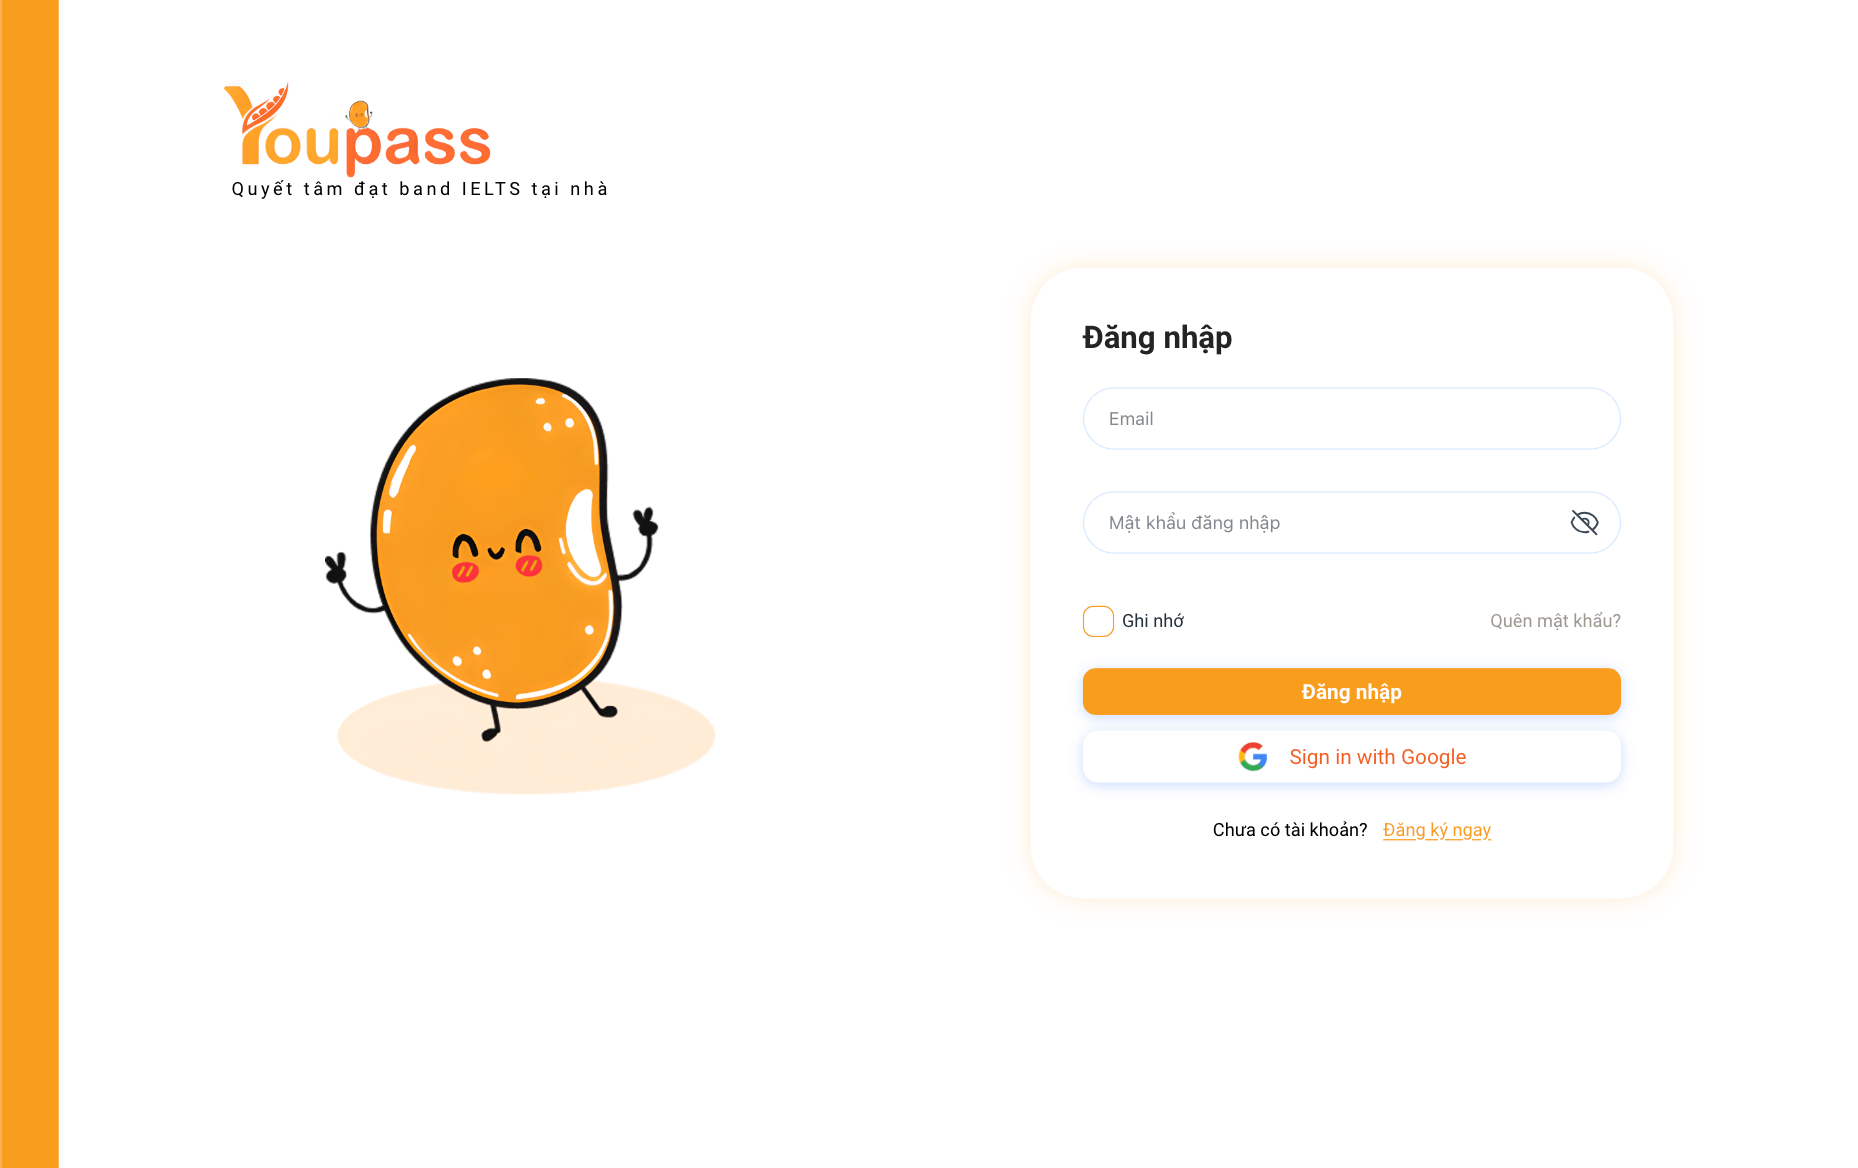 Youpass
Quyết tâm đạt band IELTS tại nhà
Đăng nhập
Email
Mật khẩu đăng nhập
Ghi nhớ
Quên mật khẩu?
Đăng nhập
Sign in with Google
Chưa có tài khoản? Đăng ký ngay